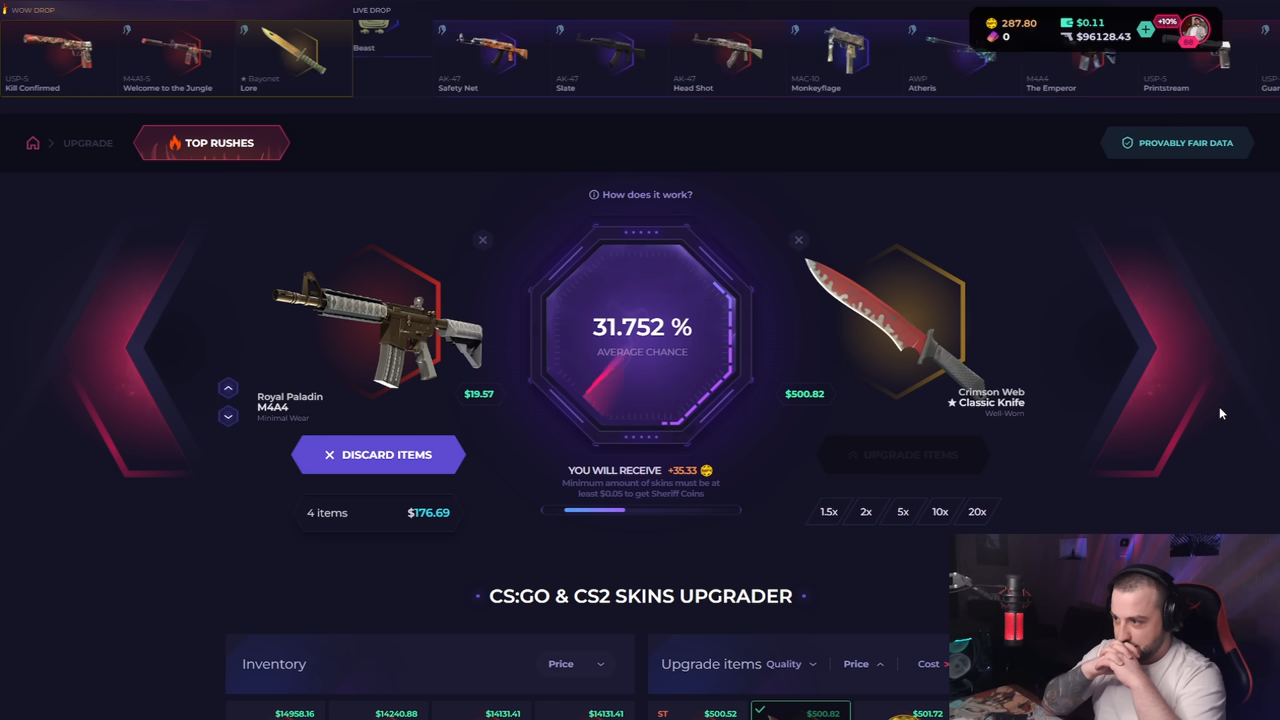 WOW DROP
USP-S
Kill Confirmed
M4A1-S
Welcome to the Jungle
★ Bayonet
Lore
LIVE DROP
Beast
AK-47
Safety Net
AK-47
Slate
AK-47
Head Shot
MAC-10
Monkeyflage
AWP
Atheris
M4A4
The Emperor
USP-S
Printstream
USP-
Guar
287.80
0
$0.11
$96128.43
+10%
UPGRADE
TOP RUSHES
PROVABLY FAIR DATA
How does it work?
31.752 %
AVERAGE CHANCE
Royal Paladin
M4A4
Minimal Wear
$19.57
$500.82
Crimson Web
★ Classic Knife
Well-Worn
DISCARD ITEMS
4 items $176.69
YOU WILL RECEIVE +35.33
Minimum amount of skins must be at
least $0.05 to get Sheriff Coins
UPGRADE ITEMS
1.5x 2x 5x 10x 20x
CS:GO & CS2 SKINS UPGRADER
Inventory Price
Upgrade items Quality Price Cost >
$14958.16 $14240.88 $14131.41 $14131.41
ST $500.52 $500.82 $501.72